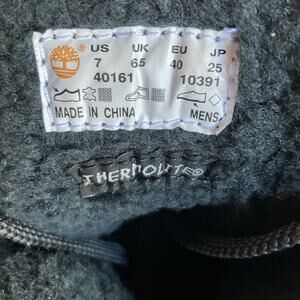 US UK EU JP
7 65 40 25
40161 10391
MADE IN CHINA MENS
THERMOLITE®